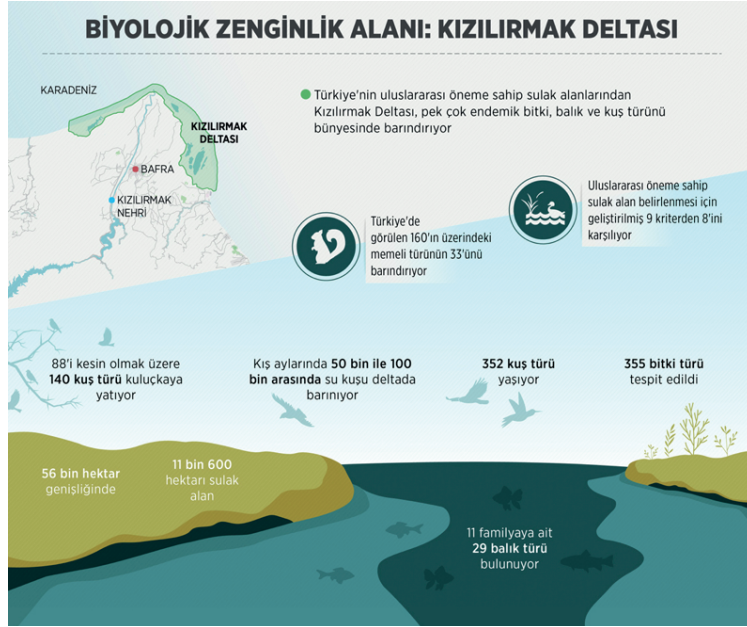 BİYOLOJİK ZENGİNLİK ALANI: KIZILIRMAK DELTASI
KARADENİZ
KIZILIRMAK
DELTASI
BAFRA
KIZILIRMAK
NEHRİ
Türkiye'nin uluslararası öneme sahip sulak alanlarından
Kızılırmak Deltası, pek çok endemik bitki, balık ve kuş türünü
bünyesinde barındırıyor
Türkiye'de
görülen 160'ın üzerindeki
memeli türünün 33'ünü
barındırıyor
Uluslararası öneme sahip
sulak alan belirlenmesi için
geliştirilmiş 9 kriterden 8'ini
karşılıyor
88'i kesin olmak üzere
140 kuş türü kuluçkaya
yatıyor
Kış aylarında 50 bin ile 100
bin arasında su kuşu deltada
barınıyor
352 kuş türü
yaşıyor
355 bitki türü
tespit edildi
56 bin hektar
genişliğinde
11 bin 600
hektarı sulak
alan
11 familyaya ait
29 balık türü
bulunuyor